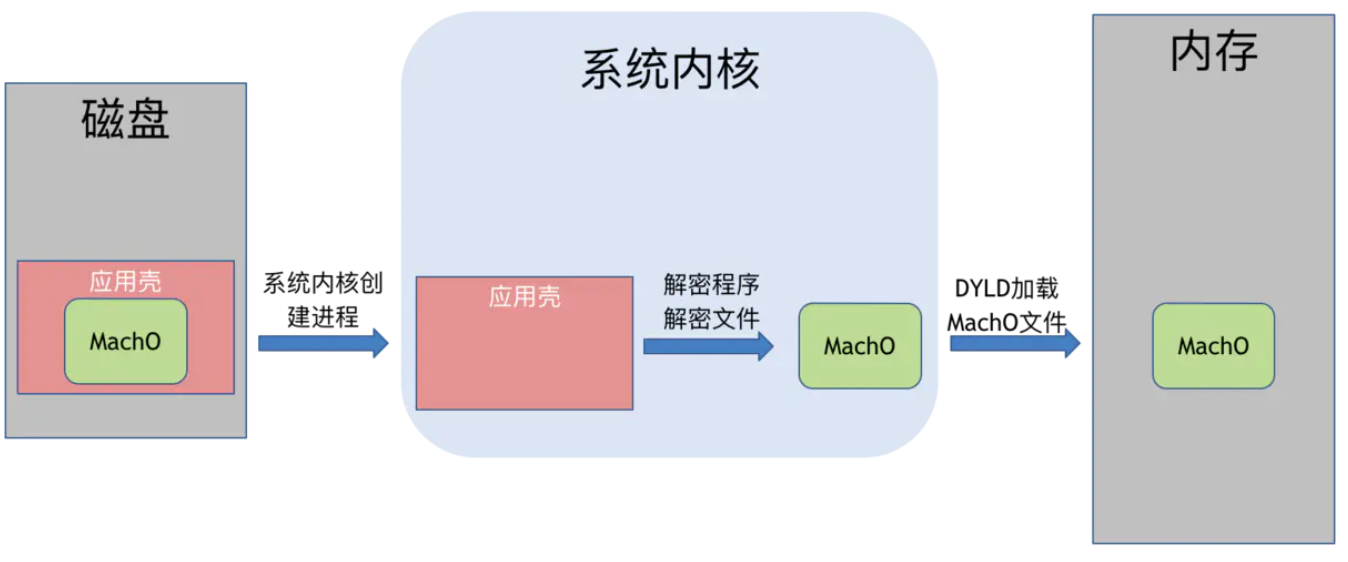 磁盘
应用壳
MachO
系统内核创
建进程
系统内核
应用壳
解密程序
解密文件
MachO
DYLD加载
MachO文件
内存
MachO